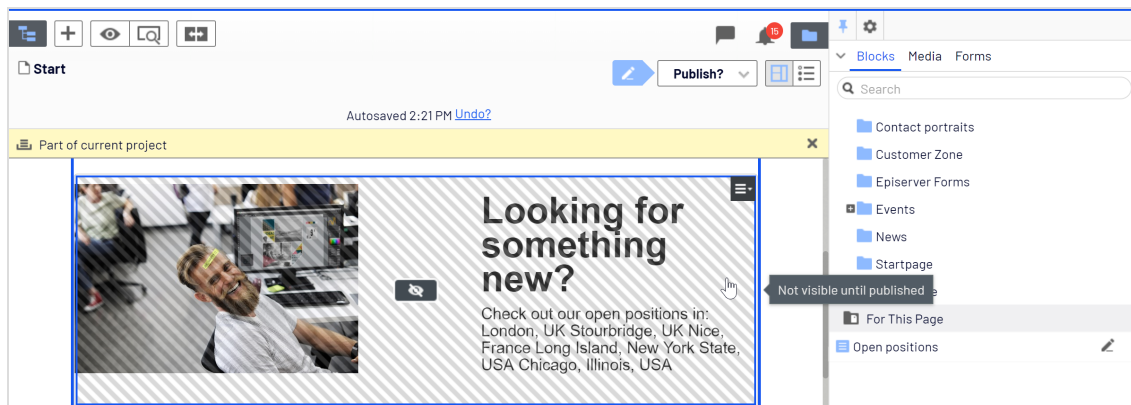 15
Start
Publish?
Autosaved 2:21 PM Undo?
Part of current project
Looking for
something
new?
Check out our open positions in:
London, UK Stourbridge, UK Nice,
France Long Island, New York State,
USA Chicago, Illinois, USA
Not visible until published
Blocks Media Forms
Search
Contact portraits
Customer Zone
Episerver Forms
Events
News
Startpage
For This Page
Open positions